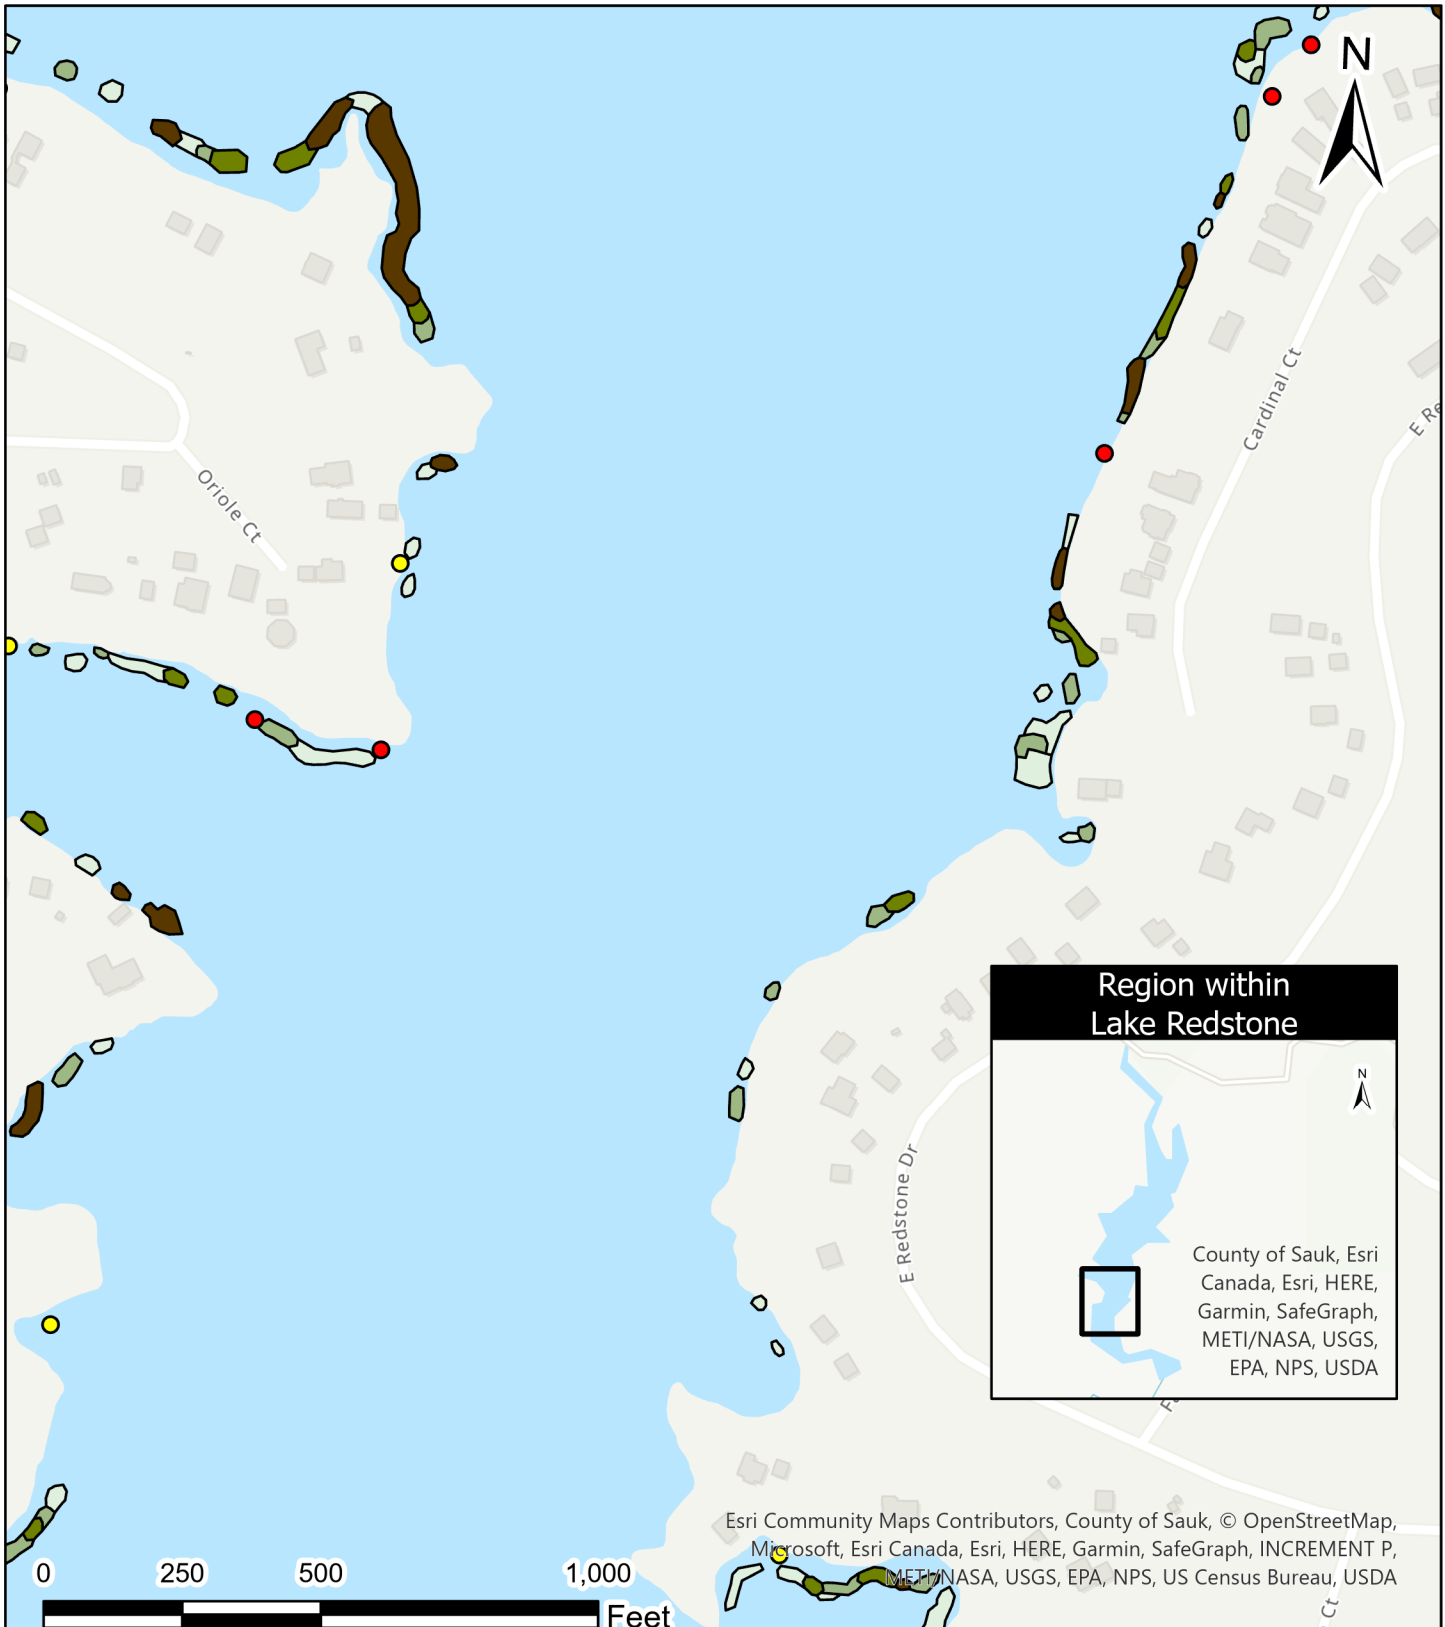 N
Cardinal Ct
E Re
Oriole Ct
Region within
Lake Redstone
N
County of Sauk, Esri
Canada, Esri, HERE,
Garmin, SafeGraph,
METI/NASA, USGS,
EPA, NPS, USDA
E Redstone Dr
F
Esri Community Maps Contributors, County of Sauk, © OpenStreetMap,
Microsoft, Esri Canada, Esri, HERE, Garmin, SafeGraph, INCREMENT P,
METI/NASA, USGS, EPA, NPS, US Census Bureau, USDA
0 250 500 1,000
Feet
Ct